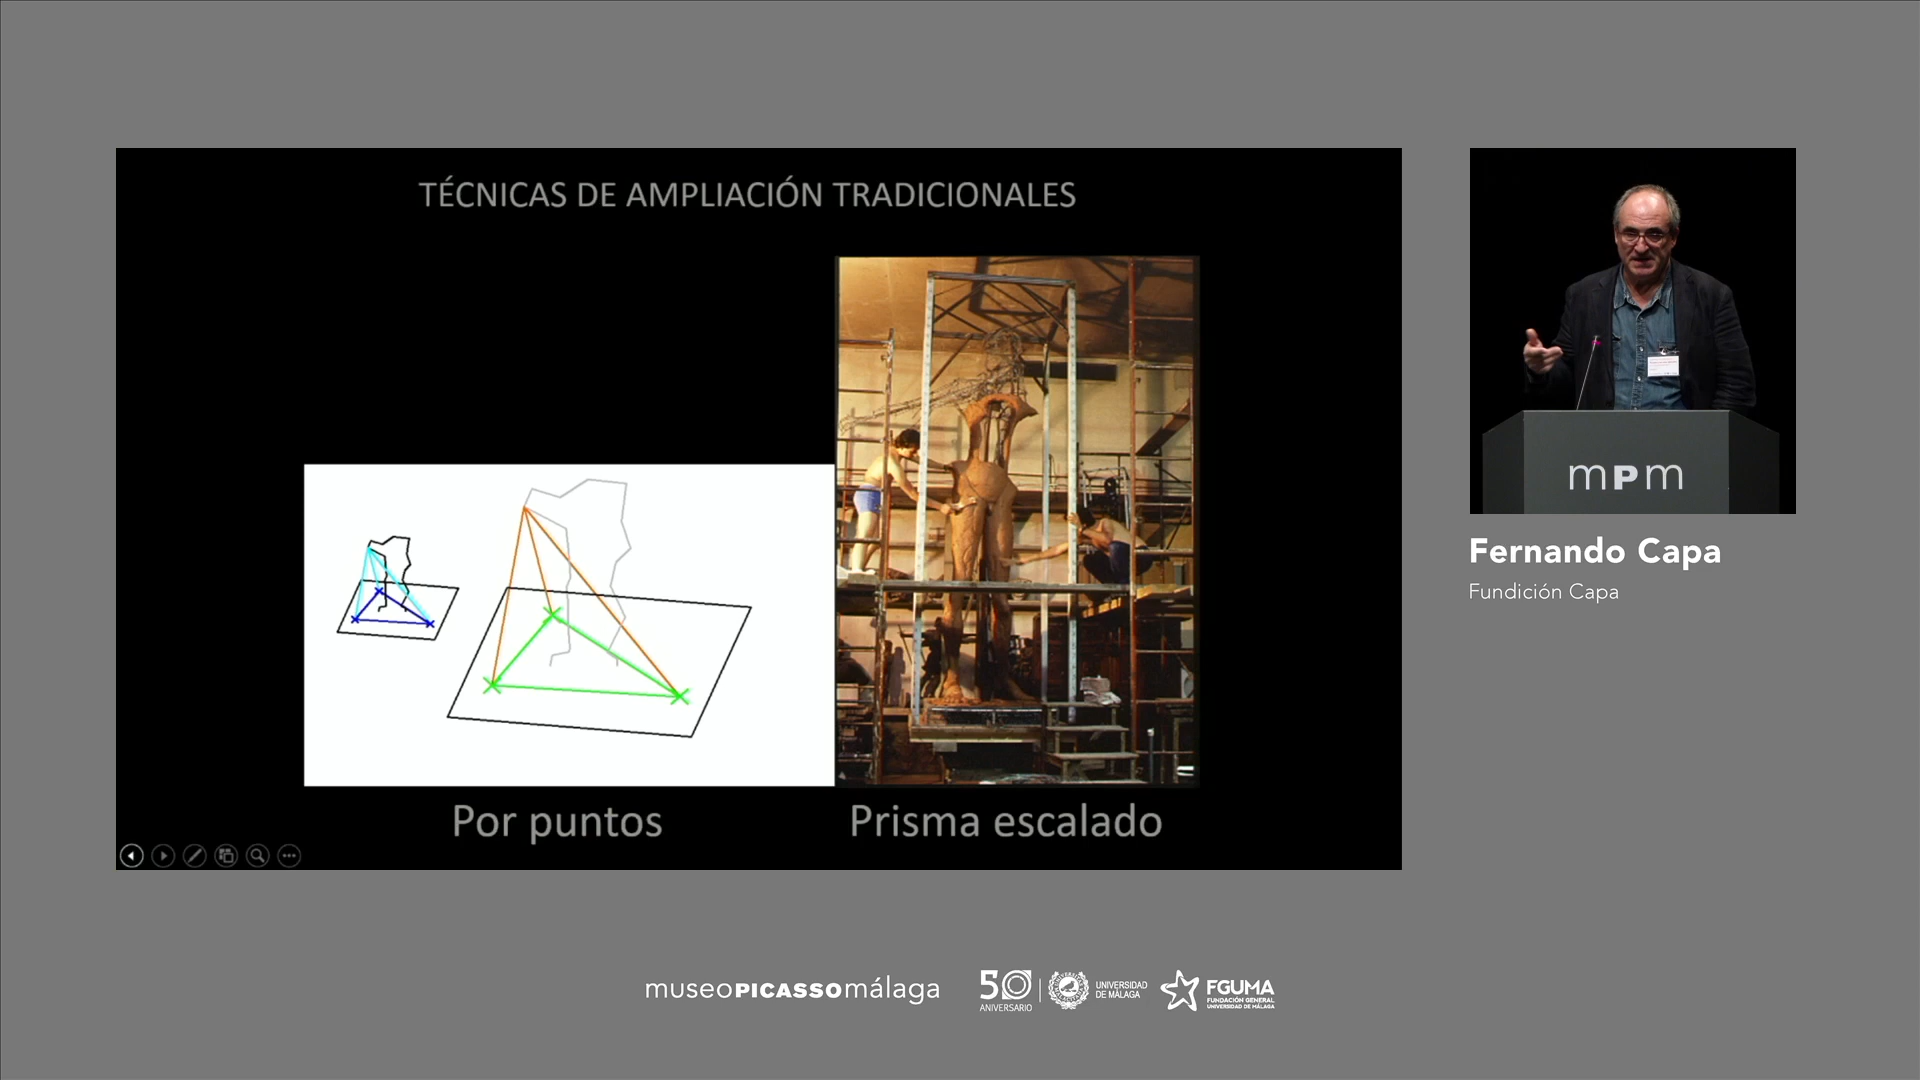 TÉCNICAS DE AMPLIACIÓN TRADICIONALES
Por puntos
Prisma escalado
mPm
Fernando Capa
Fundición Capa
museoPICASSOmálaga
50
ANIVERSARIO
UNIVERSIDAD
DE MÁLAGA
FGUMA
FUNDACIÓN GENERAL
UNIVERSIDAD DE MÁLAGA